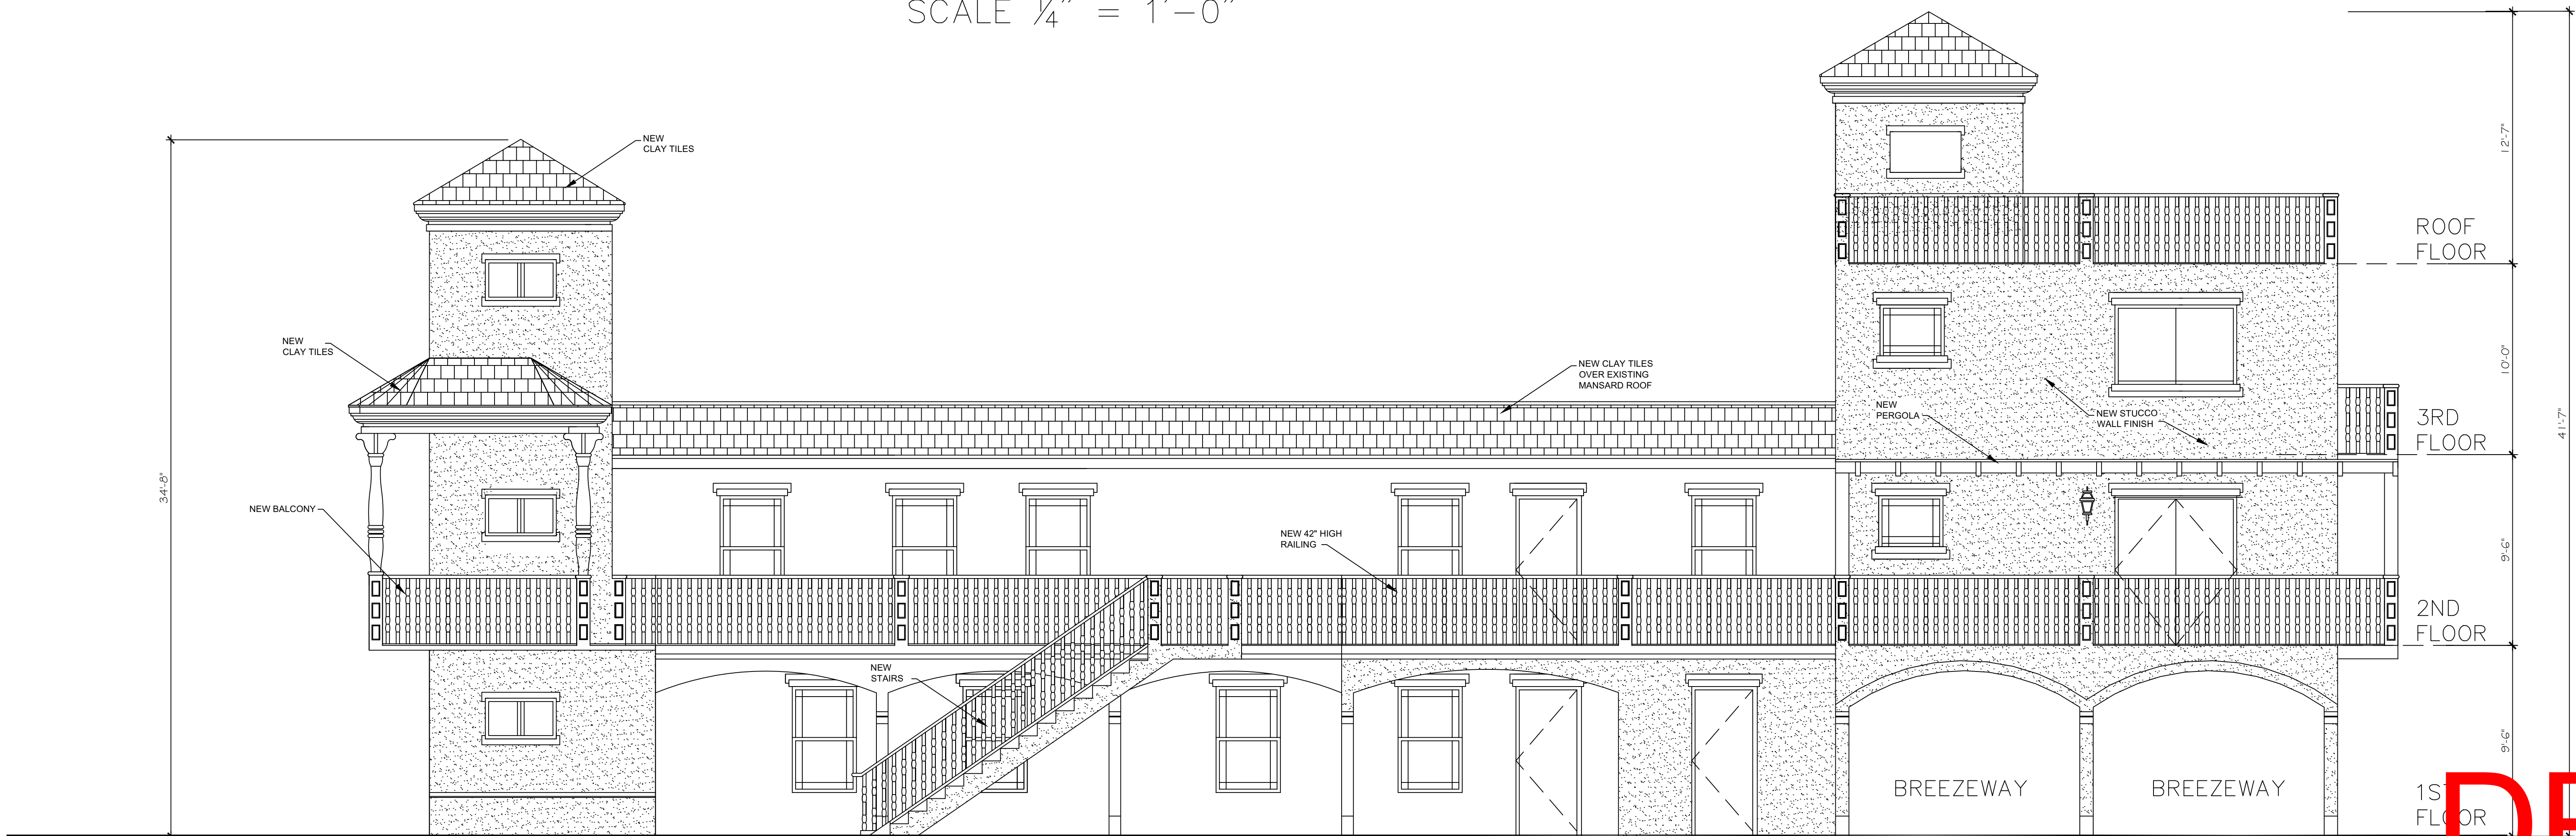 SCALE 1/4" = 1'-0"
NEW
CLAY TILES
12'-7"
ROOF
FLOOR
NEW
CLAY TILES
NEW CLAY TILES
OVER EXISTING
MANSARD ROOF
10'-0"
NEW
PERGOLA
NEW STUCCO
WALL FINISH
3RD
FLOOR
41'-7"
34'-8"
NEW BALCONY
NEW 42" HIGH
RAILING
9'-6"
2ND
FLOOR
NEW
STAIRS
9'-6"
BREEZEWAY
BREEZEWAY
1ST
FLOOR